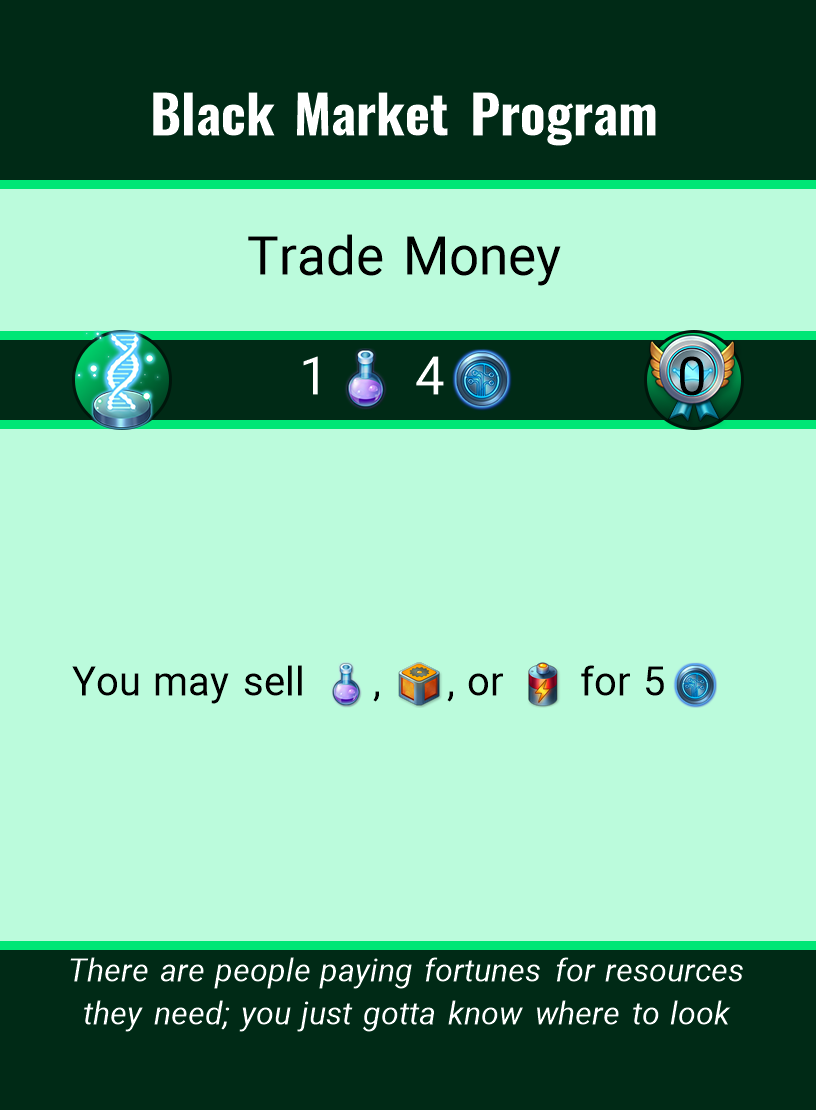 Black Market Program
Trade Money
1 4 0
You may sell , , or for 5
There are people paying fortunes for resources
they need; you just gotta know where to look